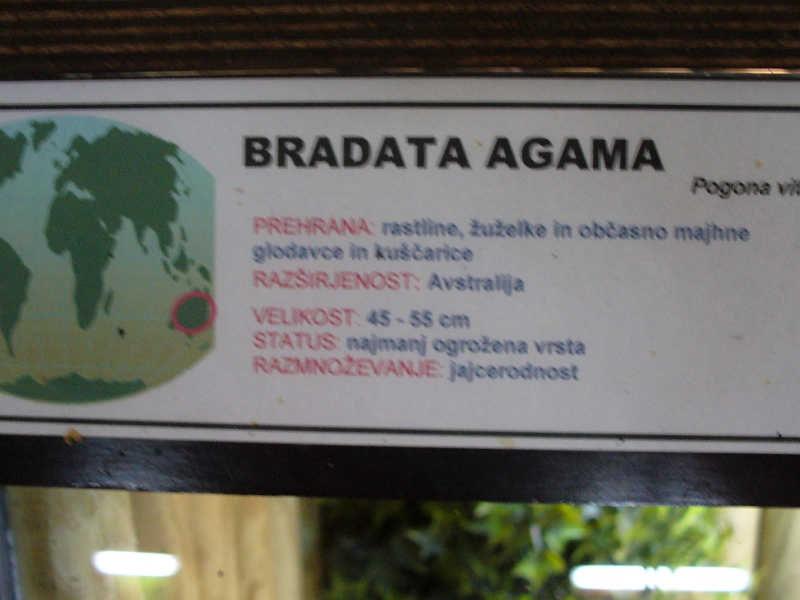 BRADATA AGAMA
Pogona vit
PREHRANA: rastline, žuželke in občasno majhne
glodavce in kuščarice
RAZŠIRJENOST: Avstralija
VELIKOST: 45 - 55 cm
STATUS: najmanj ogrožena vrsta
RAZMNOŽEVANJE: jajcerodnost